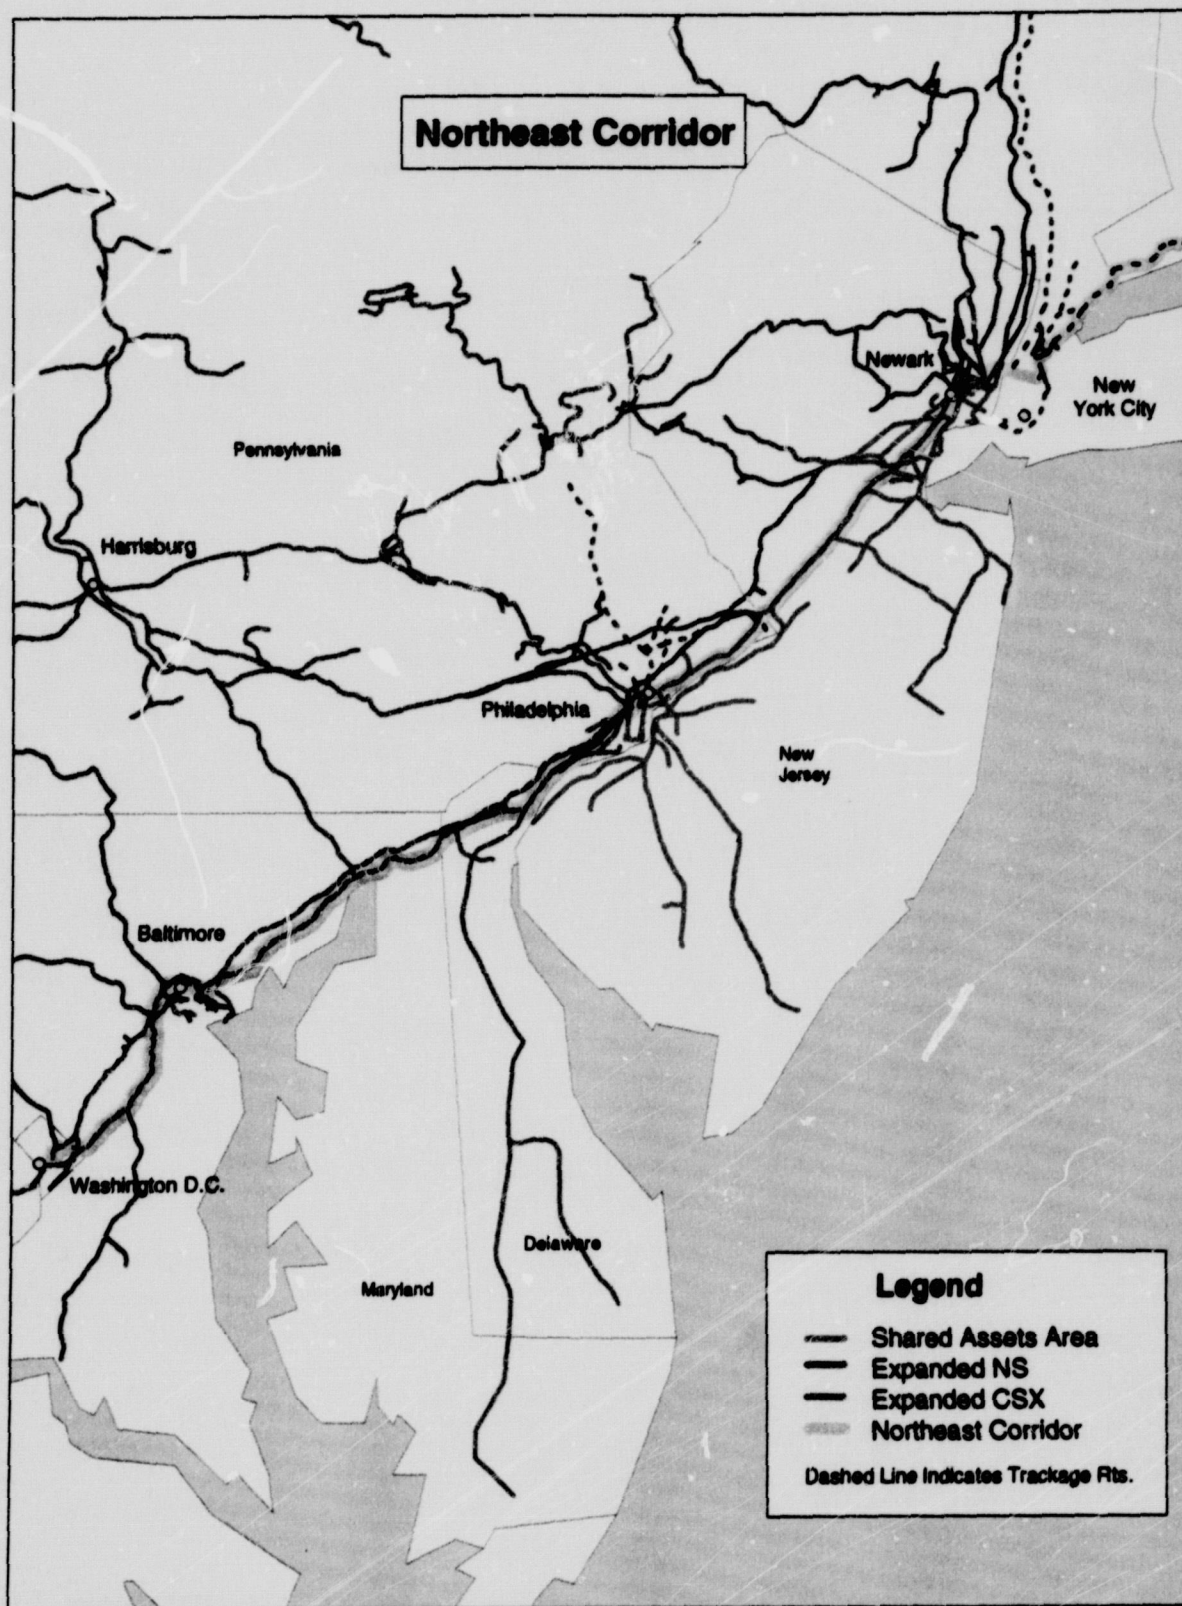 Northeast Corridor
Newark
New
York City
Pennsylvania
Harrisburg
Philadelphia
New
Jersey
Baltimore
Washington D.C.
Delaware
Maryland
Legend
Shared Assets Area
Expanded NS
Expanded CSX
Northeast Corridor
Dashed Line Indicates Trackage Rts.